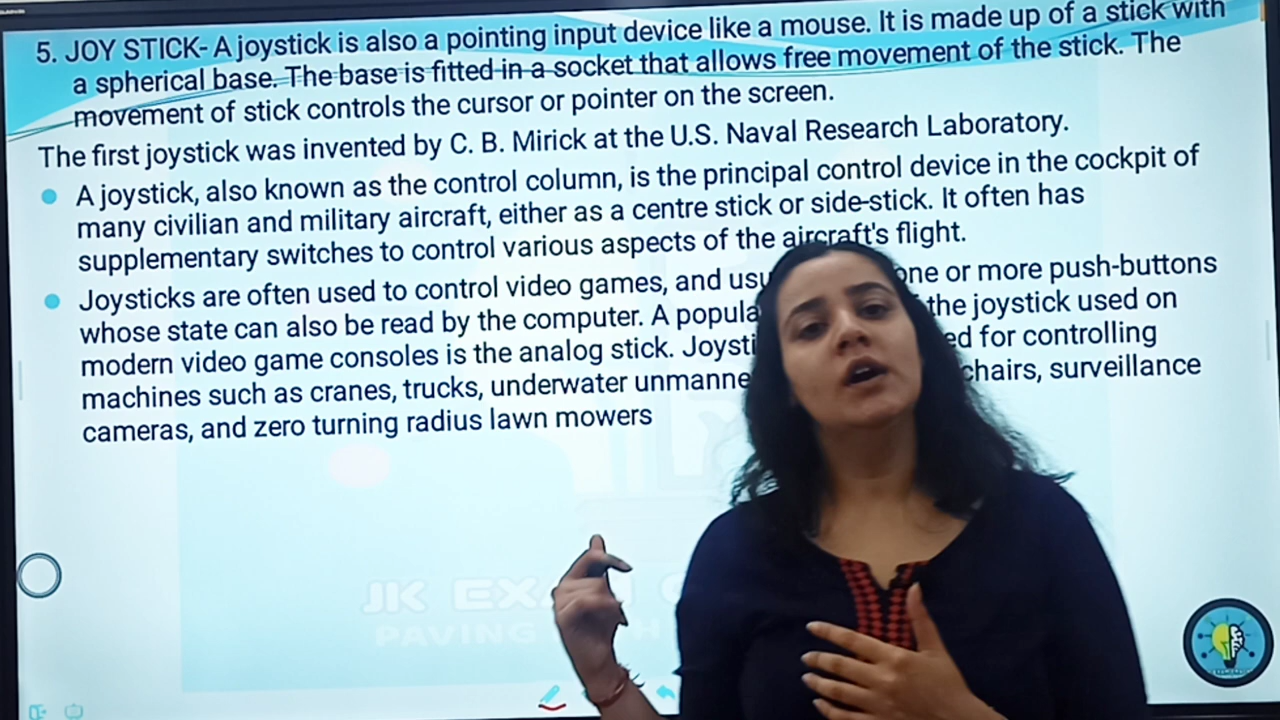 5. JOY STICK- A joystick is also a pointing input device like a mouse. It is made up of a stick with
a spherical base. The base is fitted in a socket that allows free movement of the stick. The
movement of stick controls the cursor or pointer on the screen.
The first joystick was invented by C. B. Mirick at the U.S. Naval Research Laboratory.
A joystick, also known as the control column, is the principal control device in the cockpit of
many civilian and military aircraft, either as a centre stick or side-stick. It often has
supplementary switches to control various aspects of the aircraft's flight.
Joysticks are often used to control video games, and usu one or more push-buttons
whose state can also be read by the computer. A popula the joystick used on
modern video game consoles is the analog stick. Joysti ed for controlling
machines such as cranes, trucks, underwater unmanne chairs, surveillance
cameras, and zero turning radius lawn mowers
JK EXA
PAVING